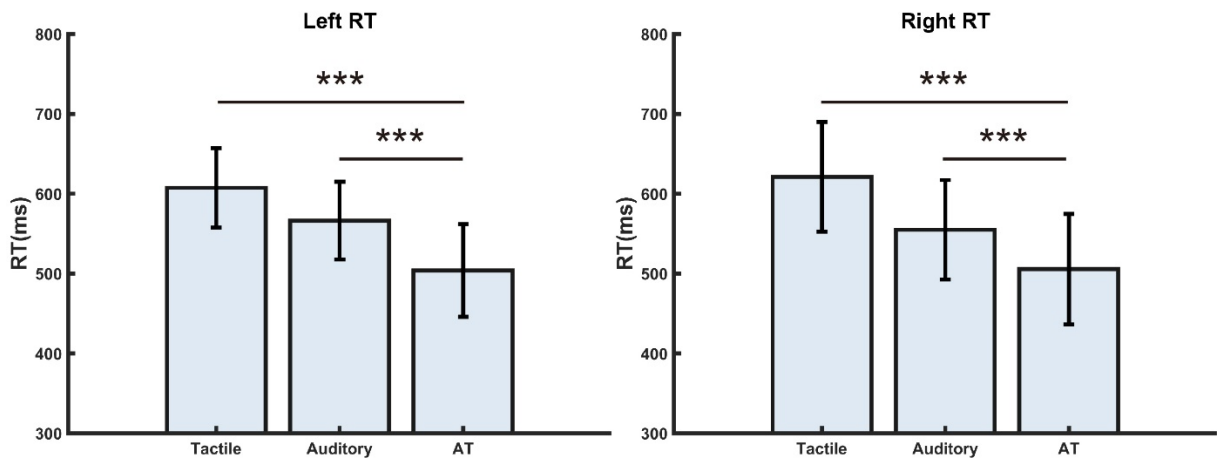 Left RT
800
700
600
500
400
300
RT(ms)
***
***
Tactile Auditory AT
Right RT
800
700
600
500
400
300
RT(ms)
***
***
Tactile Auditory AT